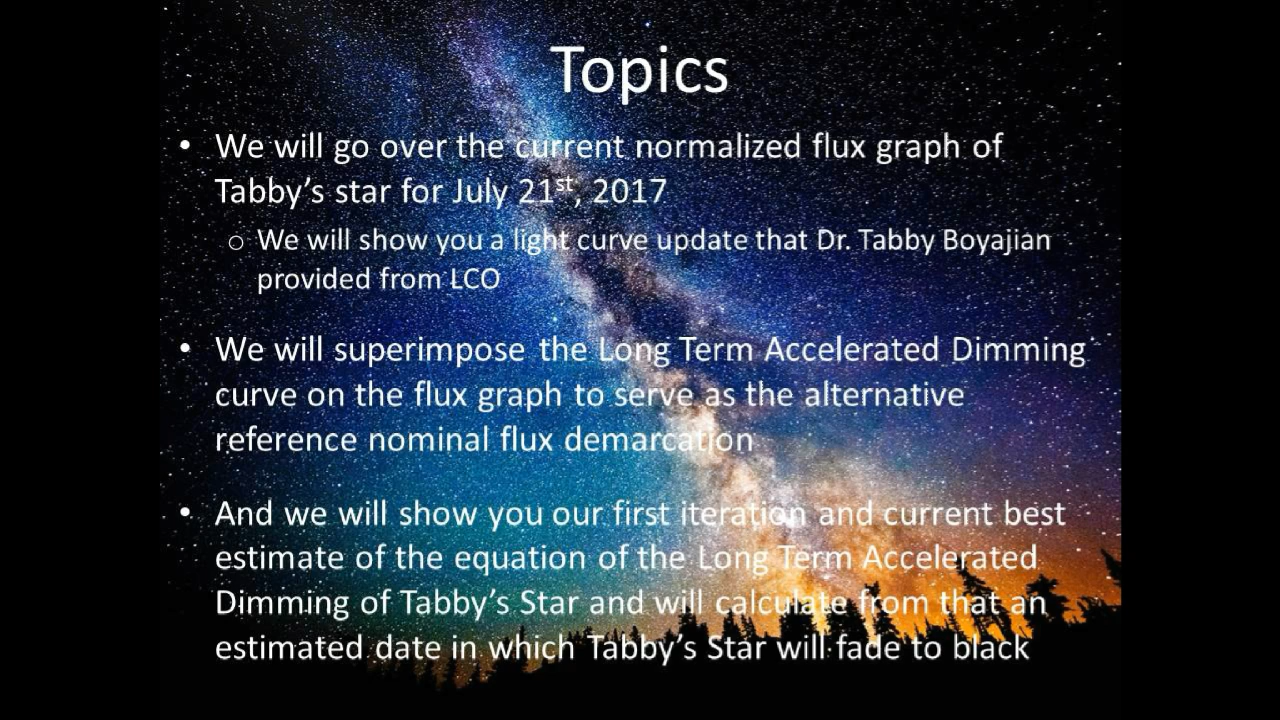 Topics
• We will go over the current normalized flux graph of
Tabby’s star for July 21st, 2017
o We will show you a light curve update that Dr. Tabby Boyajian
provided from LCO
• We will superimpose the Long Term Accelerated Dimming
curve on the flux graph to serve as the alternative
reference nominal flux demarcation
• And we will show you our first iteration and current best
estimate of the equation of the Long Term Accelerated
Dimming of Tabby’s Star and will calculate from that an
estimated date in which Tabby’s Star will fade to black